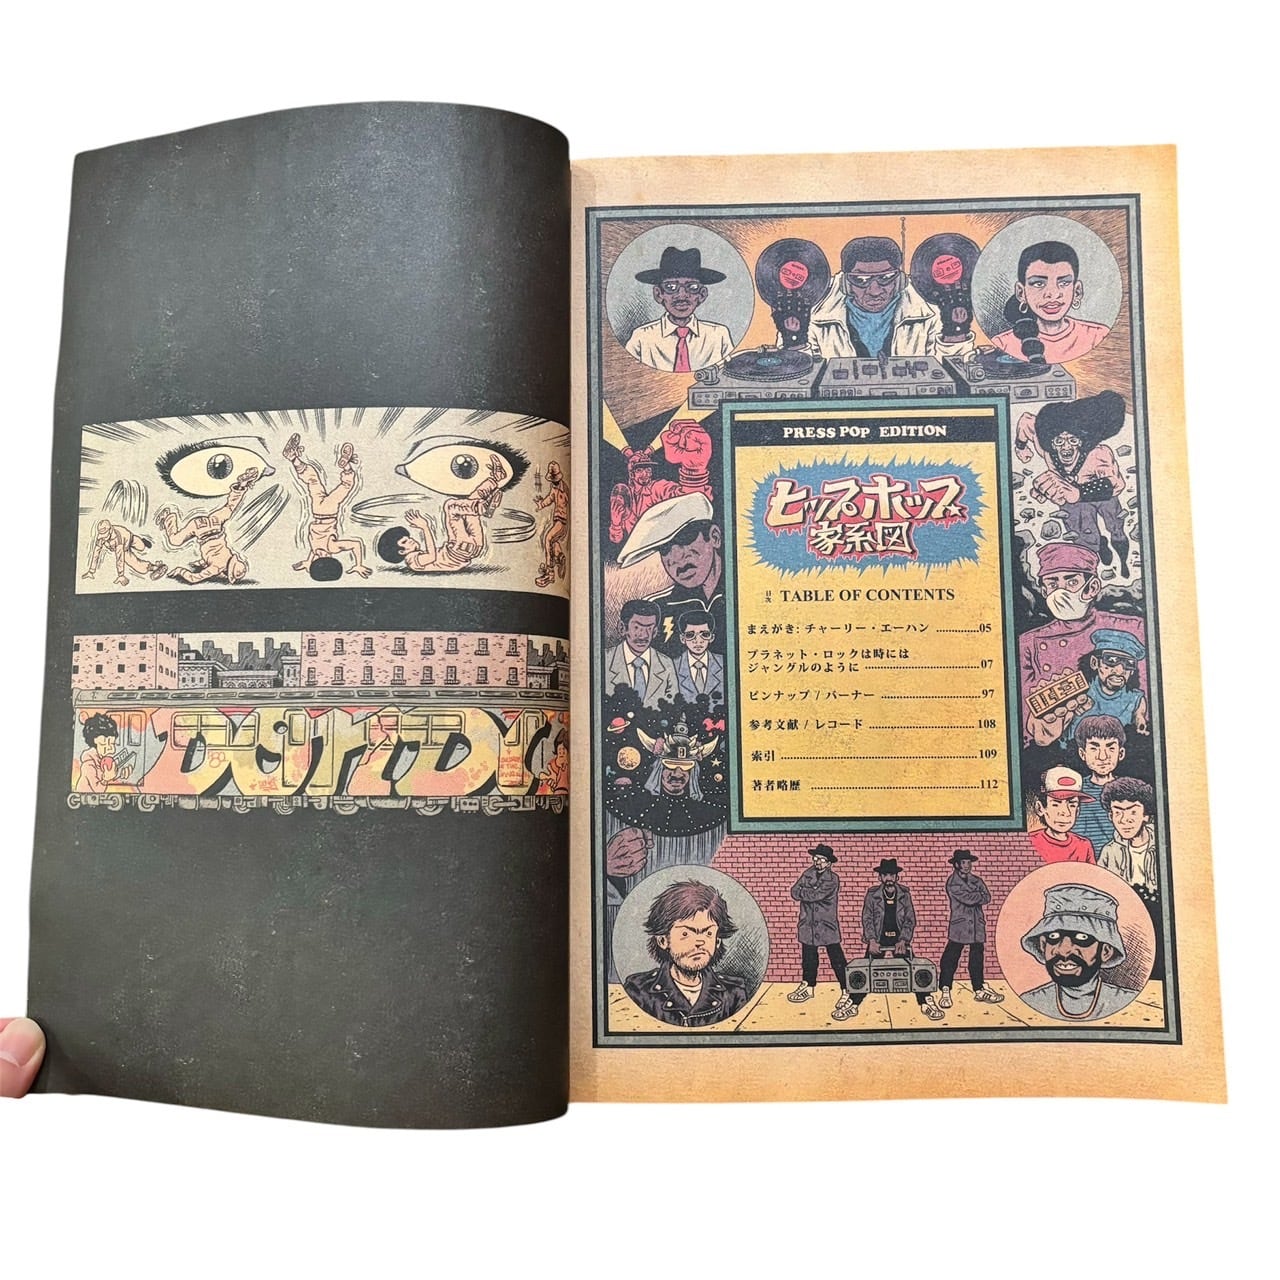 DONDI
PRESS POP EDITION
ヒップホップ
家系図
目次 TABLE OF CONTENTS
まえがき: チャーリー・エーハン ..............05
プラネット・ロックは時には
ジャングルのように ..............................07
ピンナップ / バーナー ..........................97
参考文献 / レコード ...........................108
索引 ..................................................109
著者略歴 ..........................................112